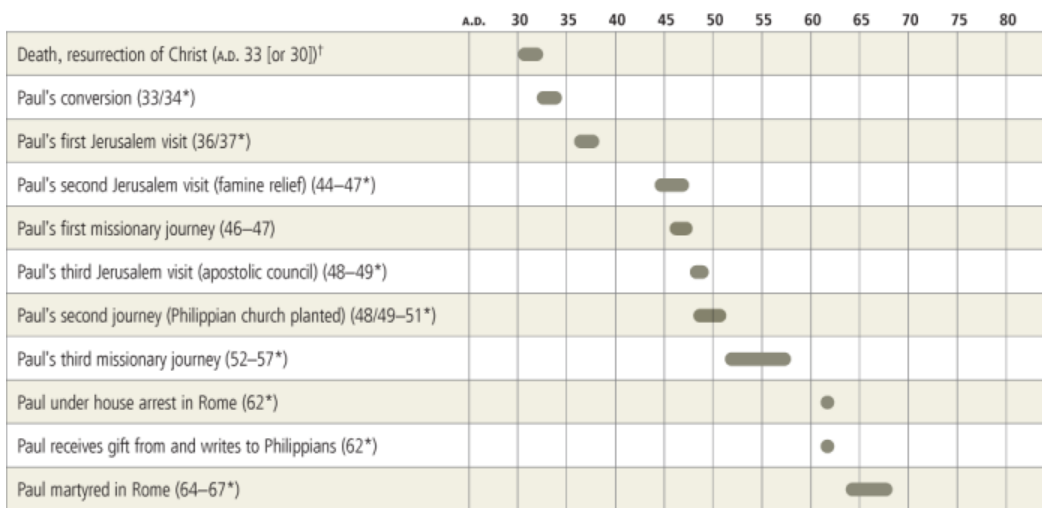 A.D. 30 35 40 45 50 55 60 65 70 75 80
Death, resurrection of Christ (A.D. 33 [or 30])†
Paul's conversion (33/34*)
Paul's first Jerusalem visit (36/37*)
Paul's second Jerusalem visit (famine relief) (44–47*)
Paul's first missionary journey (46–47)
Paul's third Jerusalem visit (apostolic council) (48–49*)
Paul's second journey (Philippian church planted) (48/49–51*)
Paul's third missionary journey (52–57*)
Paul under house arrest in Rome (62*)
Paul receives gift from and writes to Philippians (62*)
Paul martyred in Rome (64–67*)